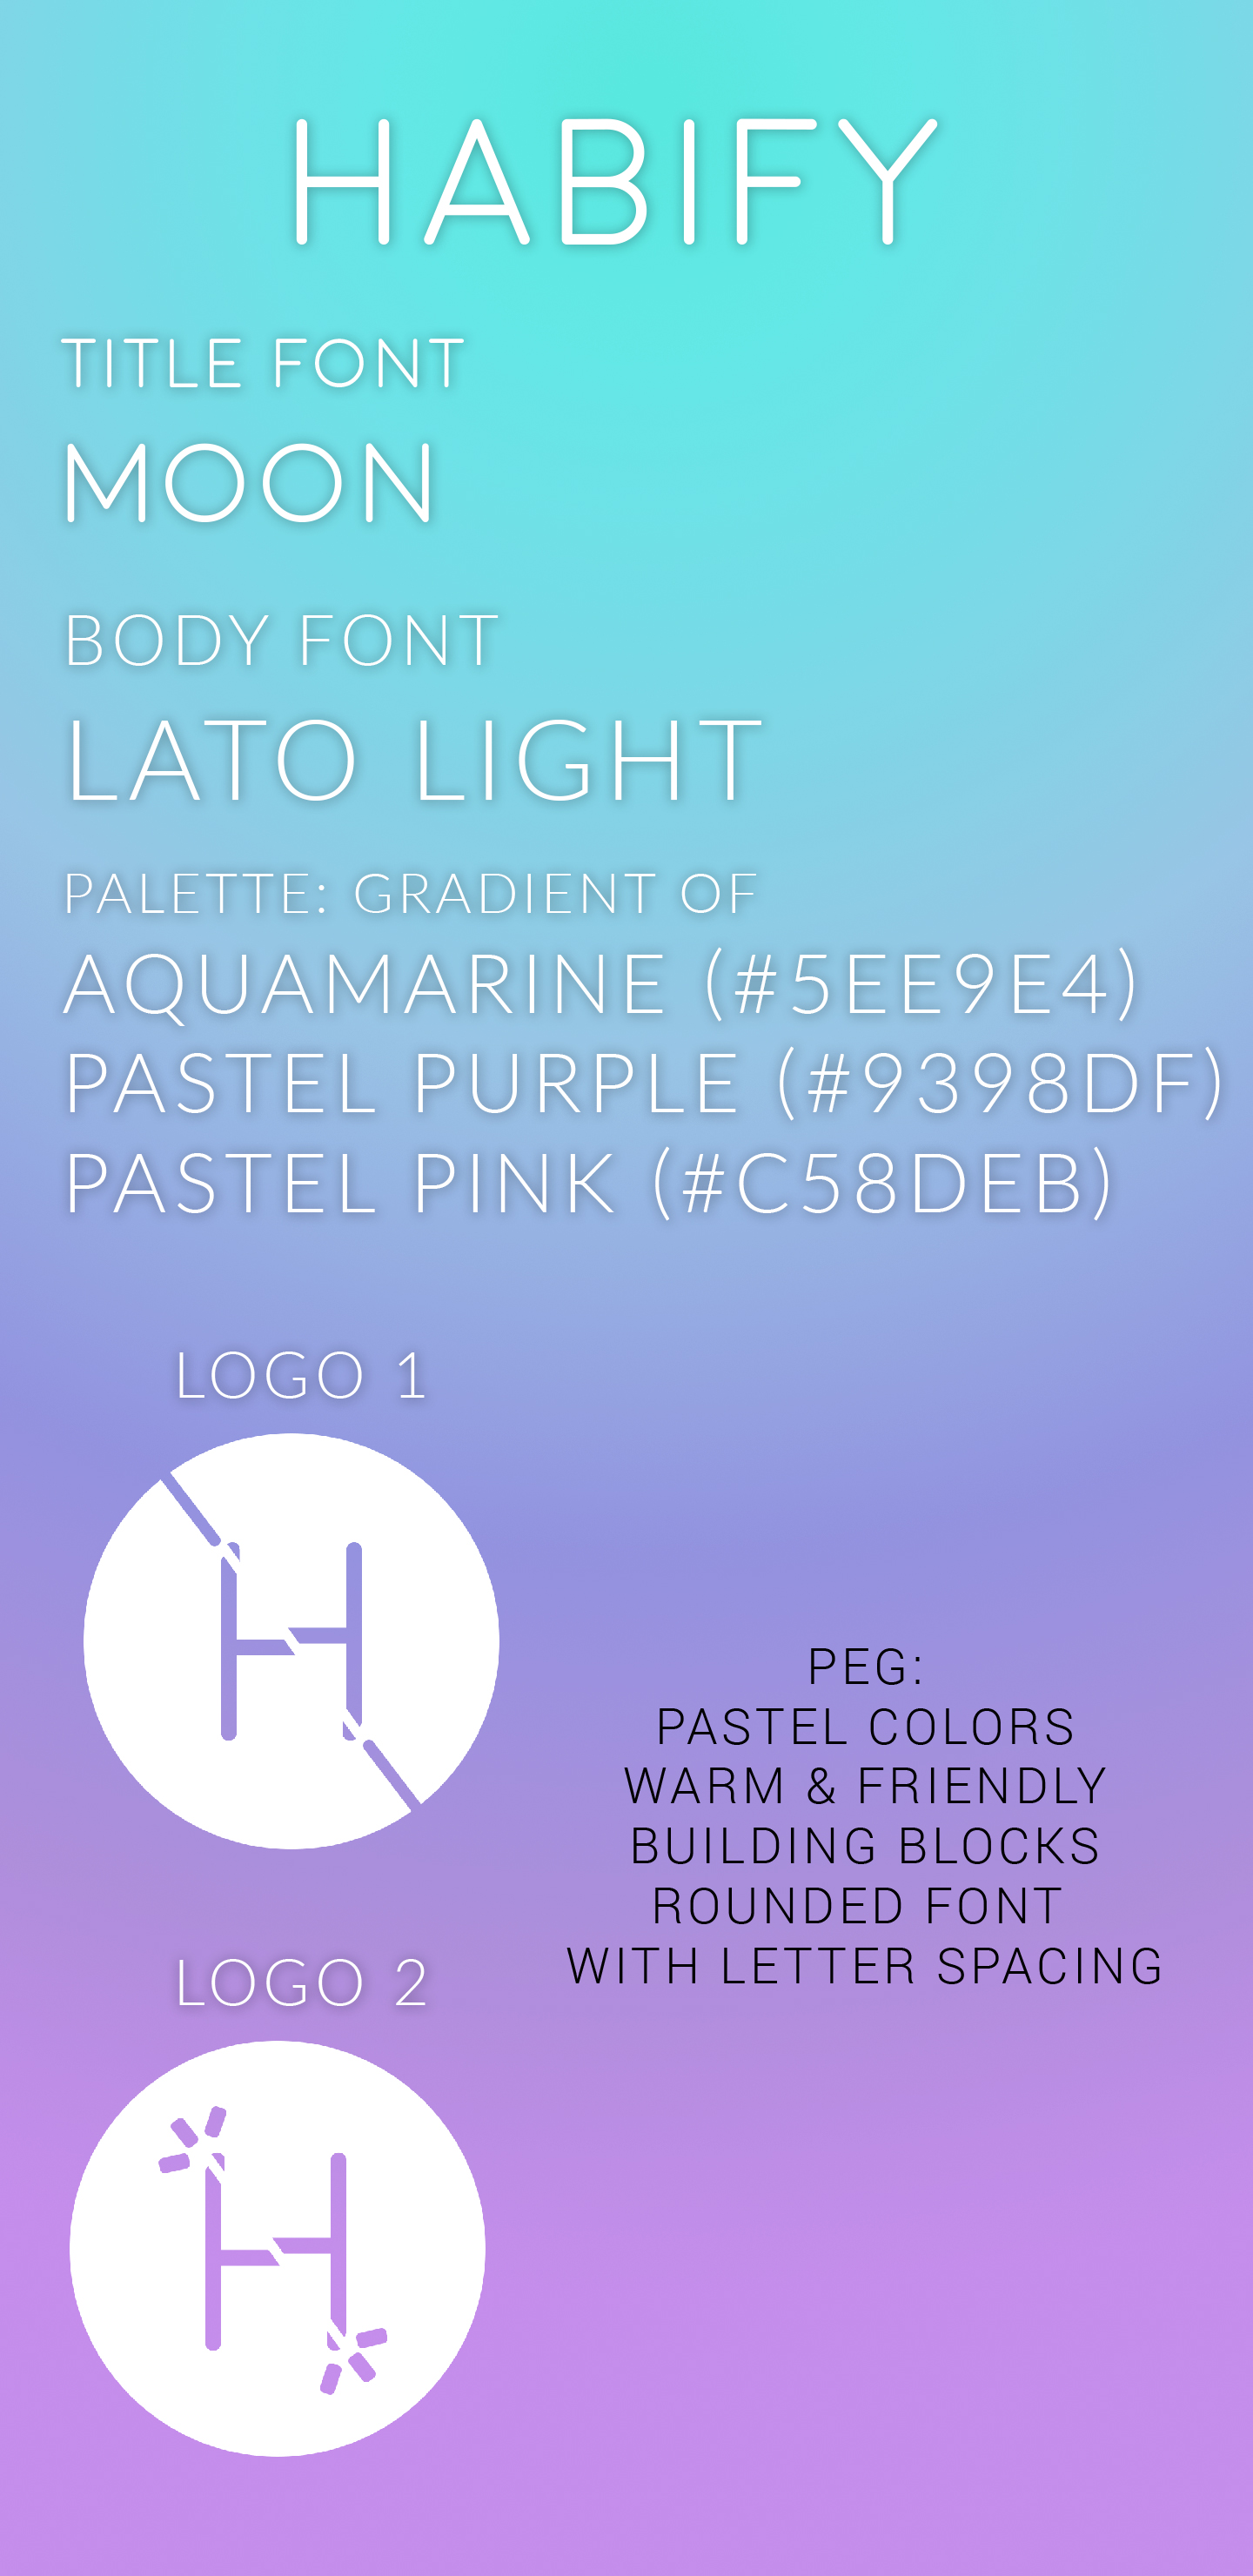 HABIFY
TITLE FONT
MOON
BODY FONT
LATO LIGHT
PALETTE: GRADIENT OF
AQUAMARINE (#5EE9E4)
PASTEL PURPLE (#9398DF)
PASTEL PINK (#C58DEB)
LOGO 1
H
PEG:
PASTEL COLORS
WARM & FRIENDLY
BUILDING BLOCKS
ROUNDED FONT
WITH LETTER SPACING
LOGO 2
H